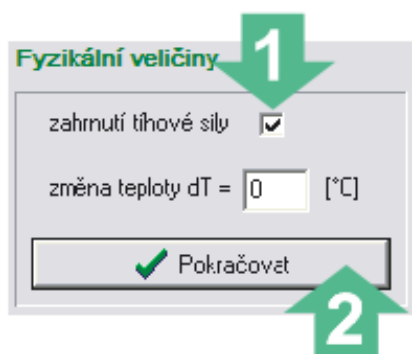 1
Fyzikální veličiny
zahrnutí tíhové síly
změna teploty dT = 0 [°C]
Pokračovat
2